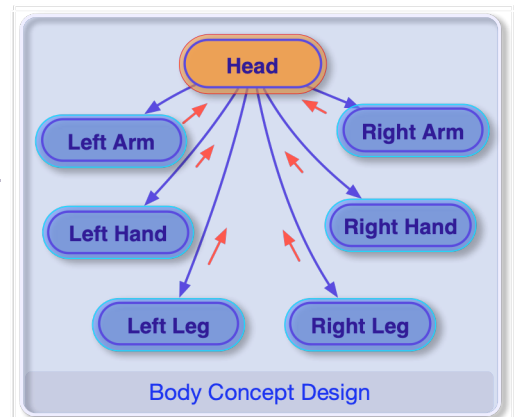 Head
Left Arm
Right Arm
Left Hand
Right Hand
Left Leg
Right Leg
Body Concept Design